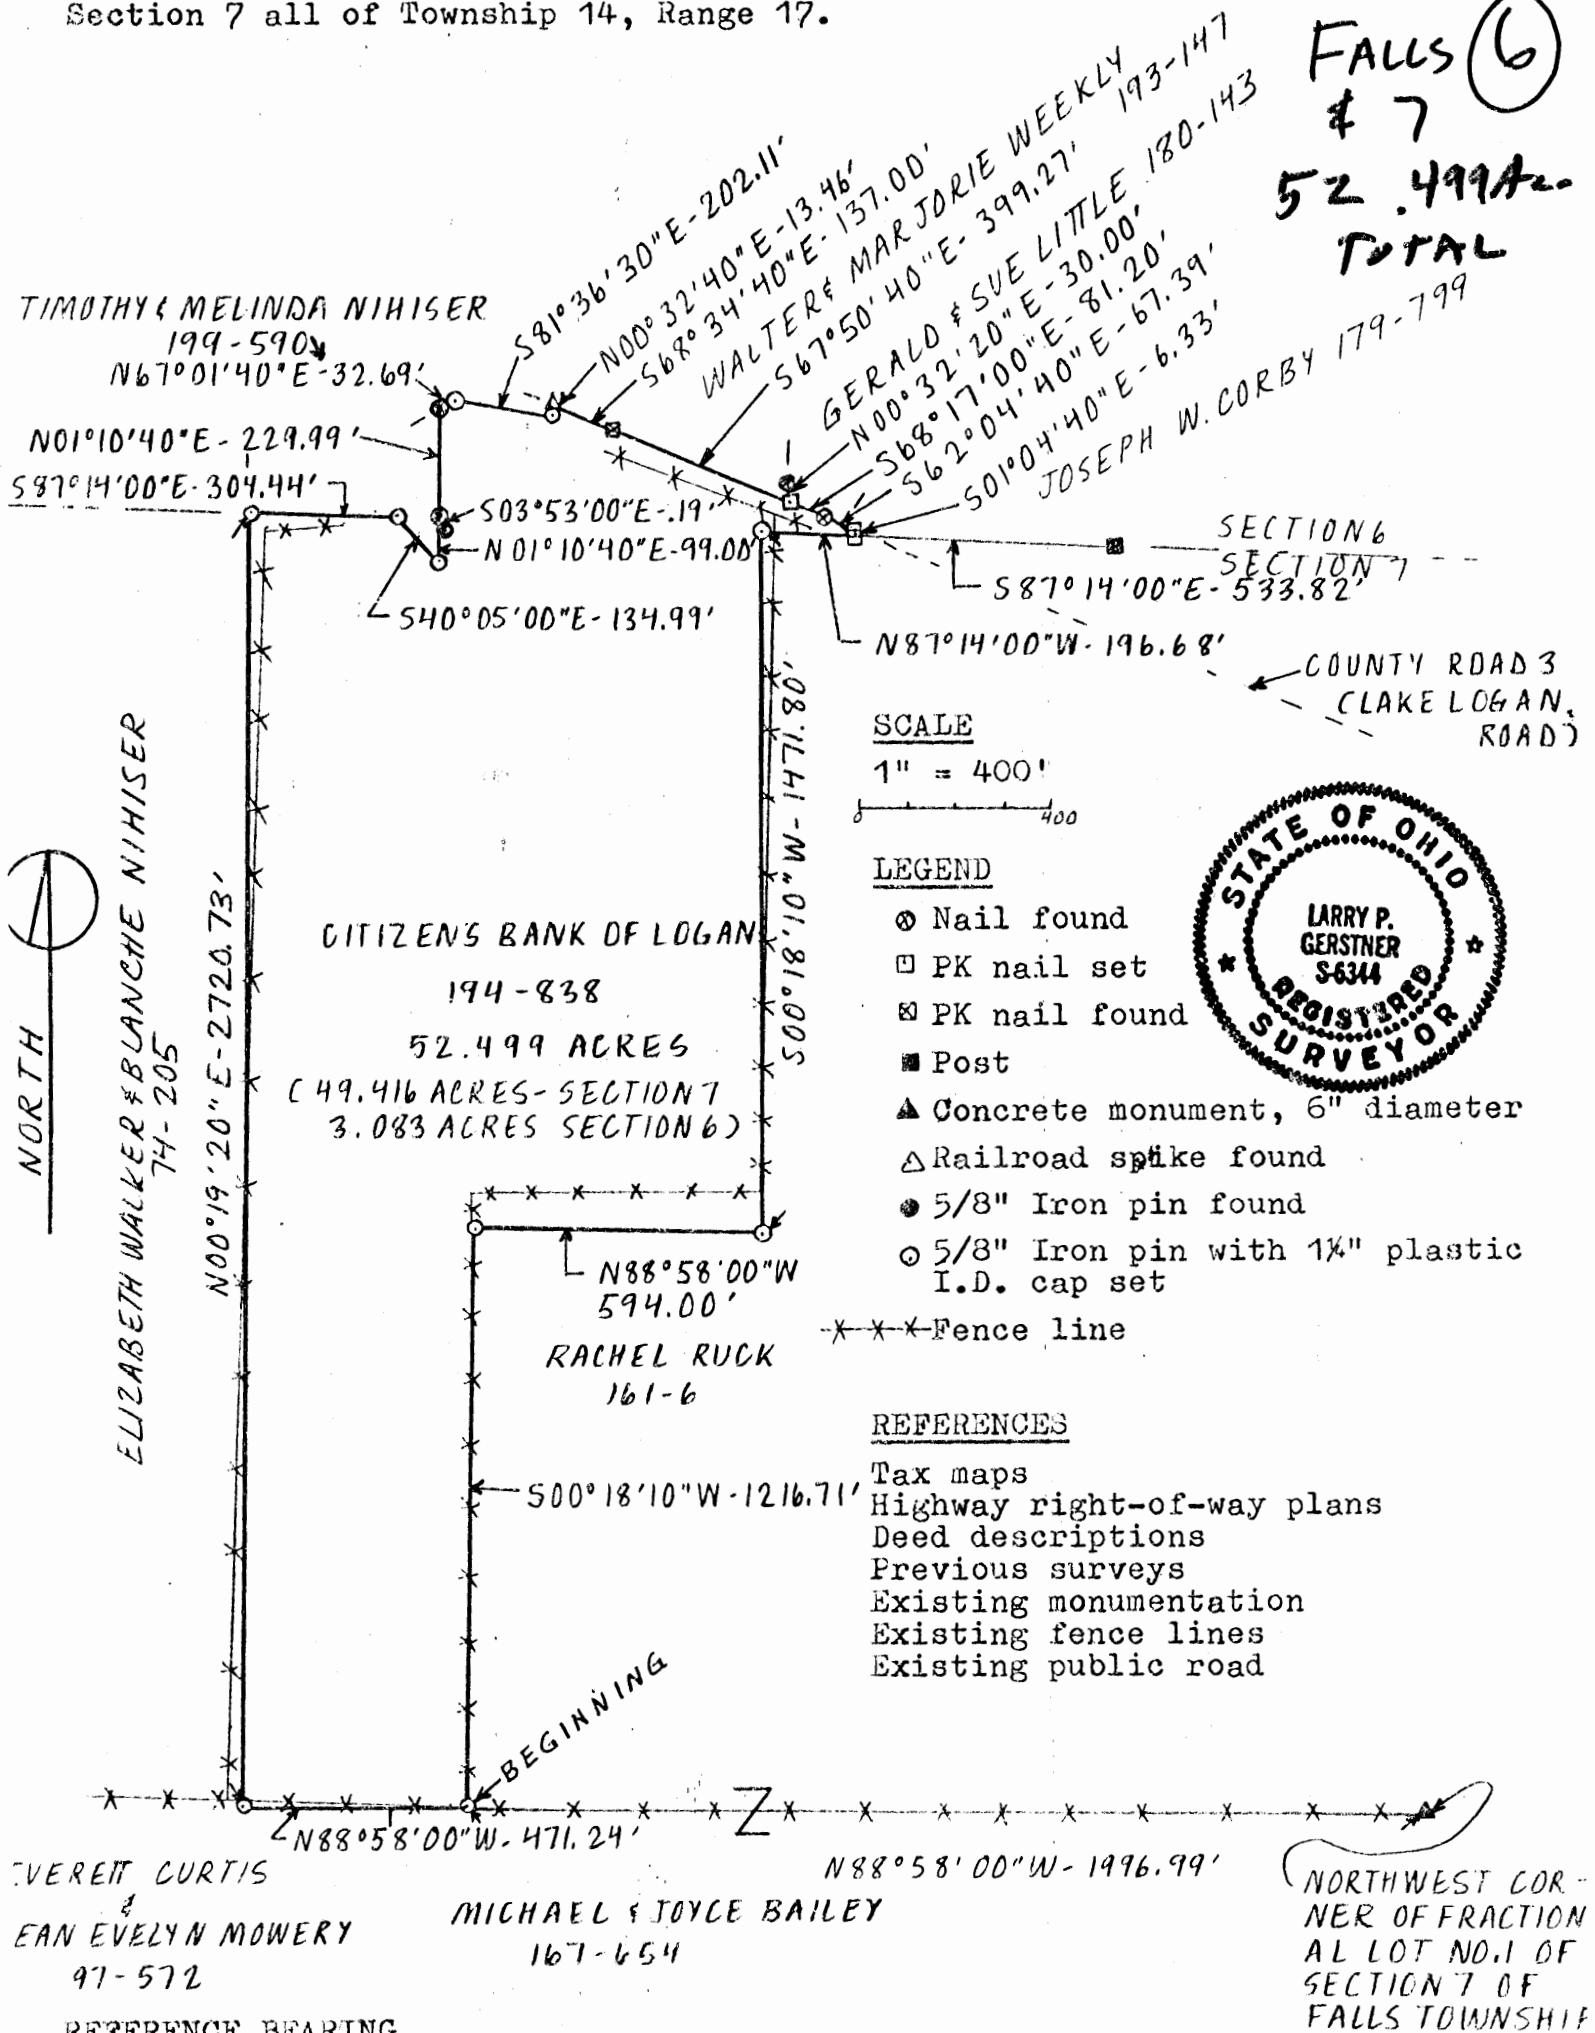 Section 7 all of Township 14, Range 17.
FALLS 6
& 7
52 .499 Ac.
TOTAL
TIMOTHY & MELINDA NIHISER
199-590
N67°01'40"E-32.69'
N01°10'40"E-229.99'
S87°14'00"E-304.44'
S81°36'30"E-202.11'
N00°32'40"E-13.46'
S68°34'40"E-137.00'
WALTER & MARJORIE WEEKLY 193-147
S67°50'40"E-399.27'
GERALD & SUE LITTLE 180-143
N00°32'20"E-30.00'
S68°17'00"E-81.20'
S62°04'40"E-67.39'
S01°04'40"E-6.33'
JOSEPH W. CORBY 179-799
S03°53'00"E-.19'
N01°10'40"E-99.00'
S40°05'00"E-134.99'
SECTION 6
SECTION 7
S87°14'00"E-533.82'
N87°14'00"W-196.68'
COUNTY ROAD 3
(LAKE LOGAN
ROAD)
S00°18'10"W-1471.80'
SCALE
1" = 400'
0 400
LEGEND
Nail found
PK nail set
PK nail found
Post
Concrete monument, 6" diameter
Railroad spike found
5/8" Iron pin found
5/8" Iron pin with 1¼" plastic
I.D. cap set
Fence line
STATE OF OHIO
LARRY P.
GERSTNER
S-6344
REGISTERED
SURVEYOR
NORTH
ELIZABETH WALKER & BLANCHE NIHISER
74-205
N00°19'20"E-2720.73'
CITIZENS BANK OF LOGAN
194-838
52.499 ACRES
(49.416 ACRES-SECTION 7
3.083 ACRES SECTION 6)
N88°58'00"W
594.00'
RACHEL RUCK
161-6
S00°18'10"W-1216.71'
REFERENCES
Tax maps
Highway right-of-way plans
Deed descriptions
Previous surveys
Existing monumentation
Existing fence lines
Existing public road
BEGINNING
N88°58'00"W-471.24'
Z
N88°58'00"W-1996.99'
EVERETT CURTIS
&
EAN EVELYN MOWERY
97-572
MICHAEL & JOYCE BAILEY
167-654
NORTHWEST COR-
NER OF FRACTION
AL LOT NO.1 OF
SECTION 7 OF
FALLS TOWNSHIP
REFERENCE BEARING